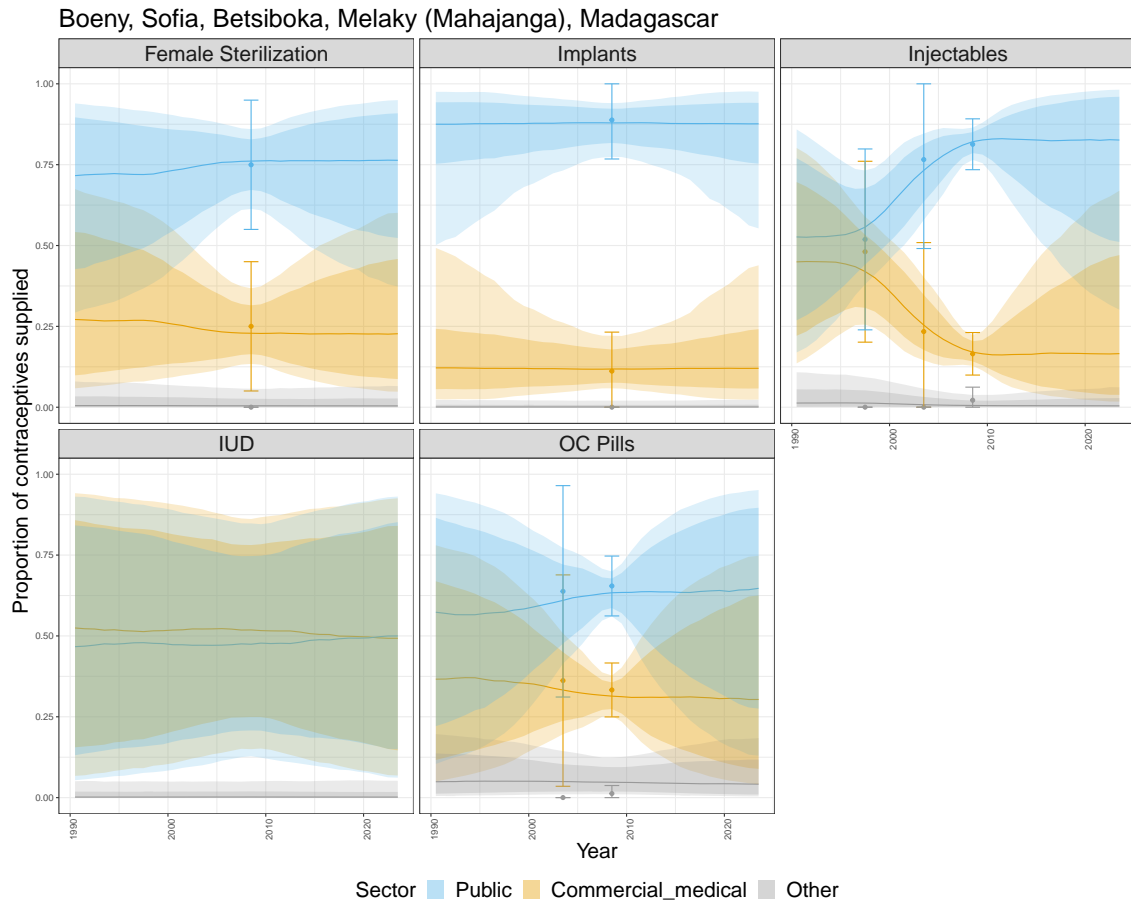 Boeny, Sofia, Betsiboka, Melaky (Mahajanga), Madagascar
Female Sterilization
Implants
Injectables
1.00
0.75
0.50
0.25
0.00
1990
2000
2010
2020
IUD
OC Pills
1.00
0.75
0.50
0.25
0.00
1990
2000
2010
2020
1990
2000
2010
2020
Proportion of contraceptives supplied
Year
Sector Public Commercial_medical Other